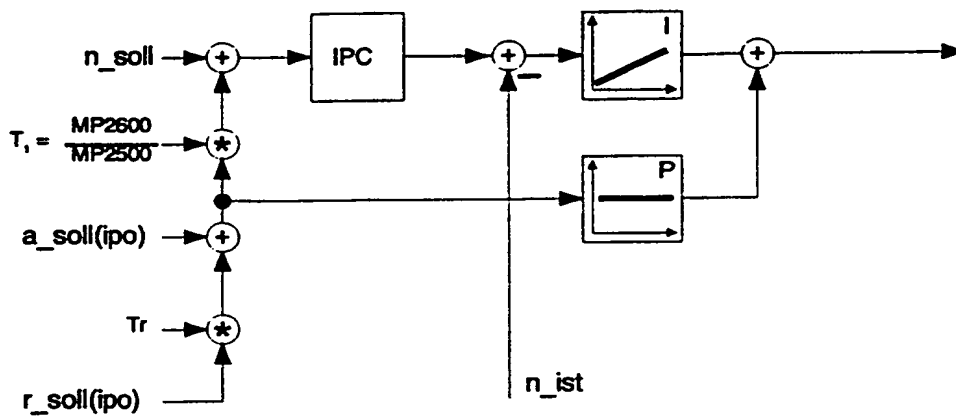 n_soll
IPC
+
+
−
I
+
T₁ = MP2600
MP2500
*
P
a_soll(ipo)
+
Tr
*
r_soll(ipo)
n_ist